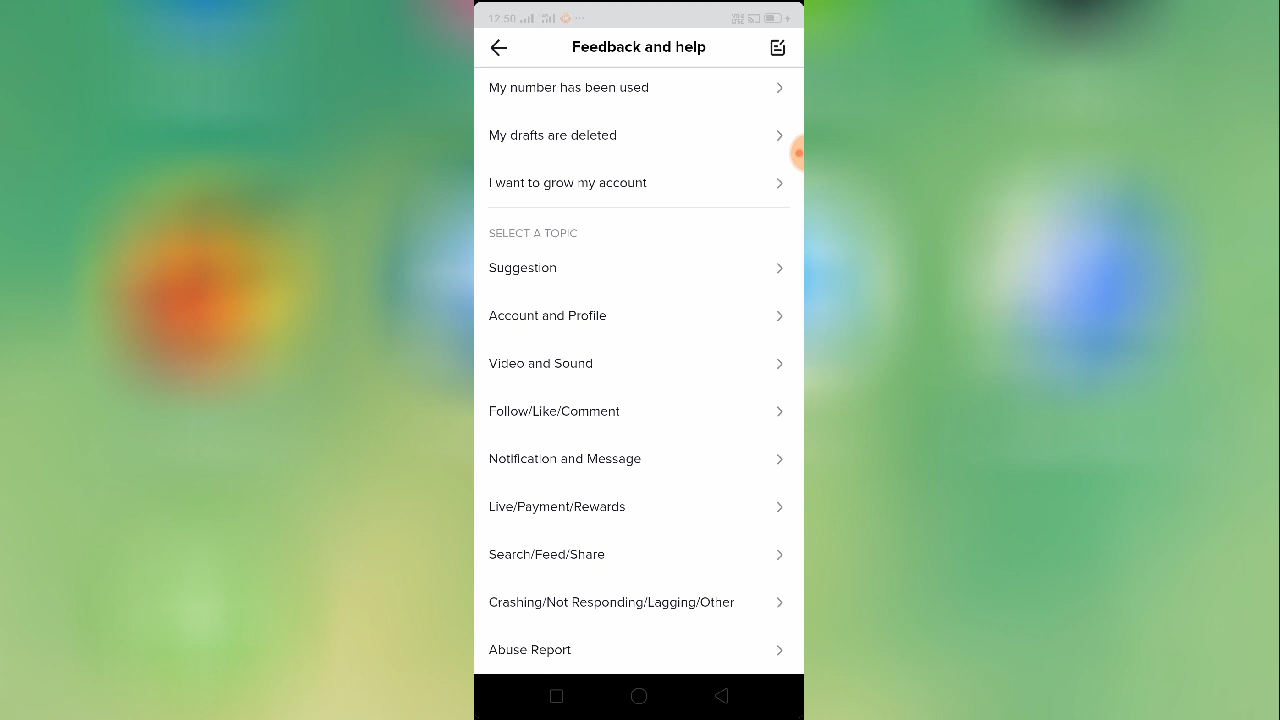 12:50
Feedback and help
My number has been used
My drafts are deleted
I want to grow my account
SELECT A TOPIC
Suggestion
Account and Profile
Video and Sound
Follow/Like/Comment
Notification and Message
Live/Payment/Rewards
Search/Feed/Share
Crashing/Not Responding/Lagging/Other
Abuse Report